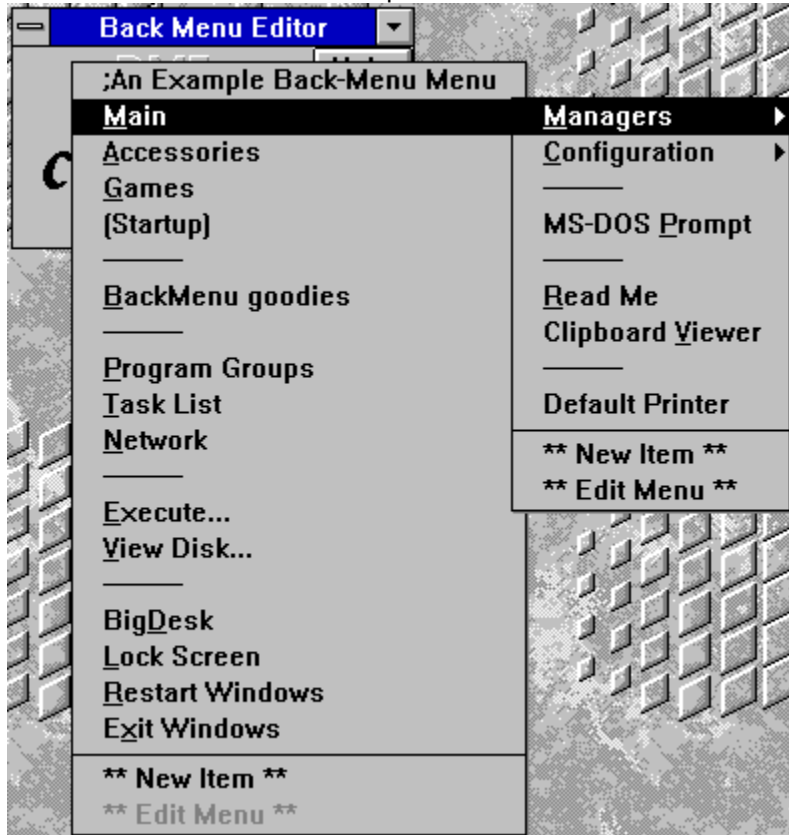 Back Menu Editor
;An Example Back-Menu Menu
Main
Accessories
Games
(Startup)
BackMenu goodies
Program Groups
Task List
Network
Execute...
View Disk...
BigDesk
Lock Screen
Restart Windows
Exit Windows
** New Item **
** Edit Menu **
Managers
Configuration
MS-DOS Prompt
Read Me
Clipboard Viewer
Default Printer
** New Item **
** Edit Menu **